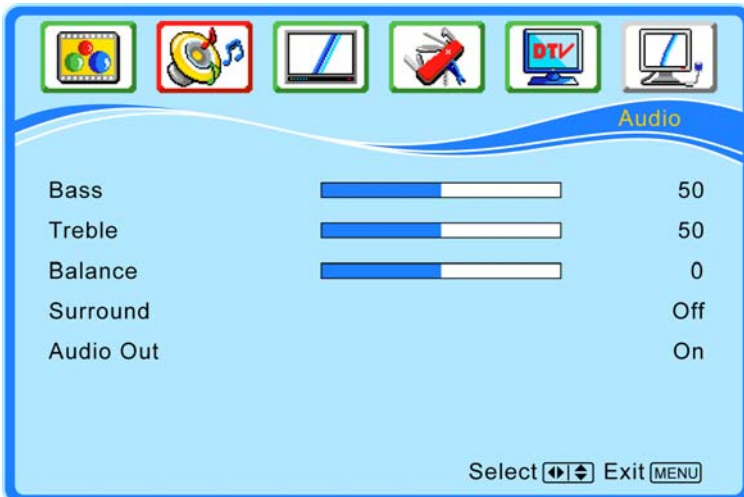 DTV
Audio
Bass 50
Treble 50
Balance 0
Surround Off
Audio Out On
Select Exit MENU